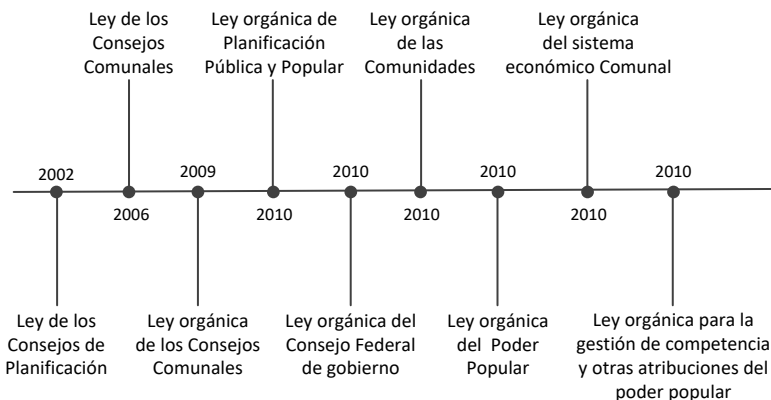 Ley de los
Consejos
Comunales
Ley orgánica de
Planificación
Pública y Popular
Ley orgánica
de las
Comunidades
Ley orgánica
del sistema
económico Comunal
2002
2009
2010
2010
2010
2006
2010
2010
2010
Ley de los
Consejos de
Planificación
Ley orgánica
de los Consejos
Comunales
Ley orgánica del
Consejo Federal
de gobierno
Ley orgánica
del Poder
Popular
Ley orgánica para la
gestión de competencia
y otras atribuciones del
poder popular